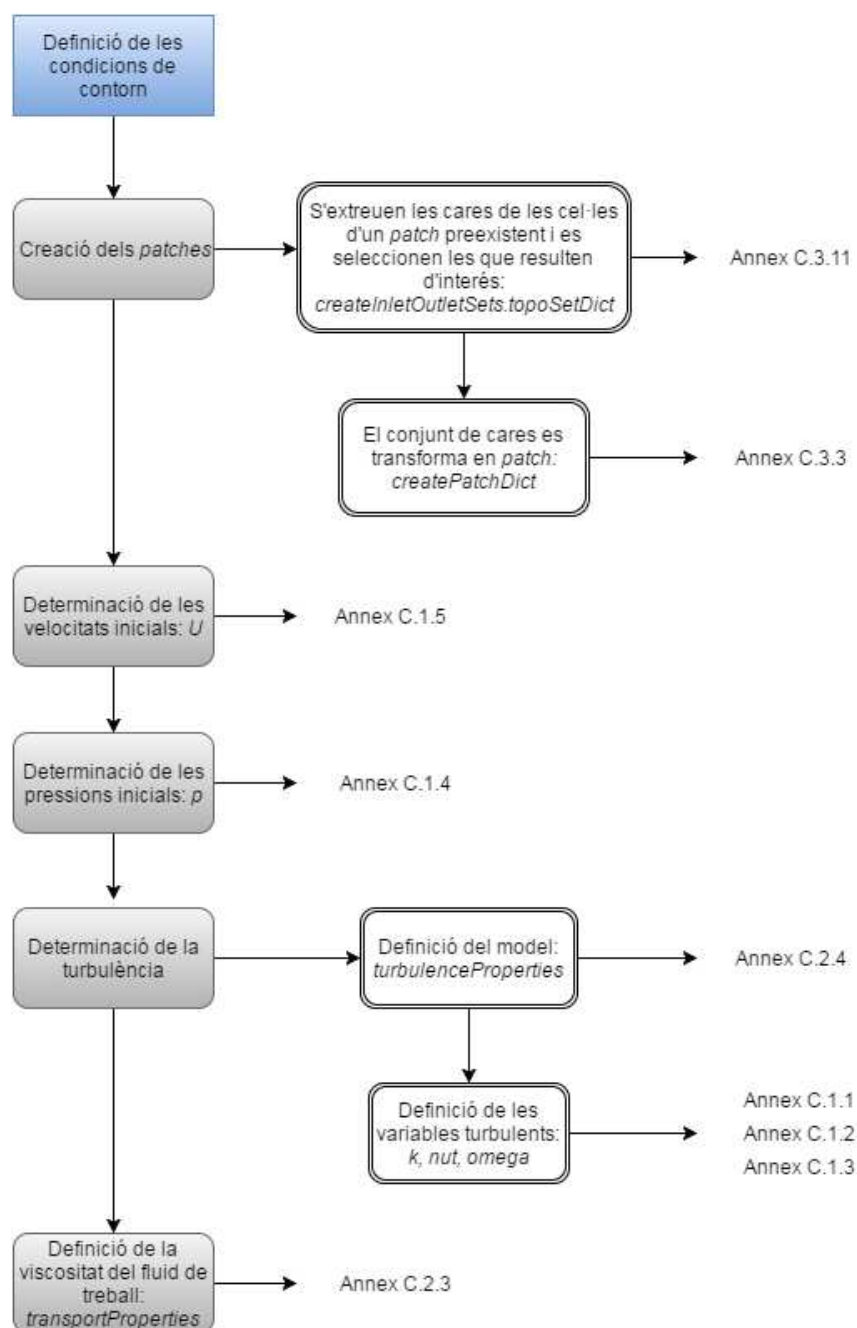 Definició de les
condicions de
contorn
Creació dels patches
S'extreuen les cares de les cel·les
d'un patch preexistent i es
seleccionen les que resulten
d'interés:
createInletOutletSets.topoSetDict
Annex C.3.11
El conjunt de cares es
transforma en patch:
createPatchDict
Annex C.3.3
Determinació de les
velocitats inicials: U
Annex C.1.5
Determinació de les
pressions inicials: p
Annex C.1.4
Determinació de la
turbulència
Definició del model:
turbulenceProperties
Annex C.2.4
Definició de les
variables turbulents:
k, nut, omega
Annex C.1.1
Annex C.1.2
Annex C.1.3
Definició de la
viscositat del fluid de
treball:
transportProperties
Annex C.2.3